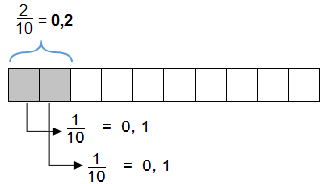 2/10 = 0,2
1/10 = 0, 1
1/10 = 0, 1